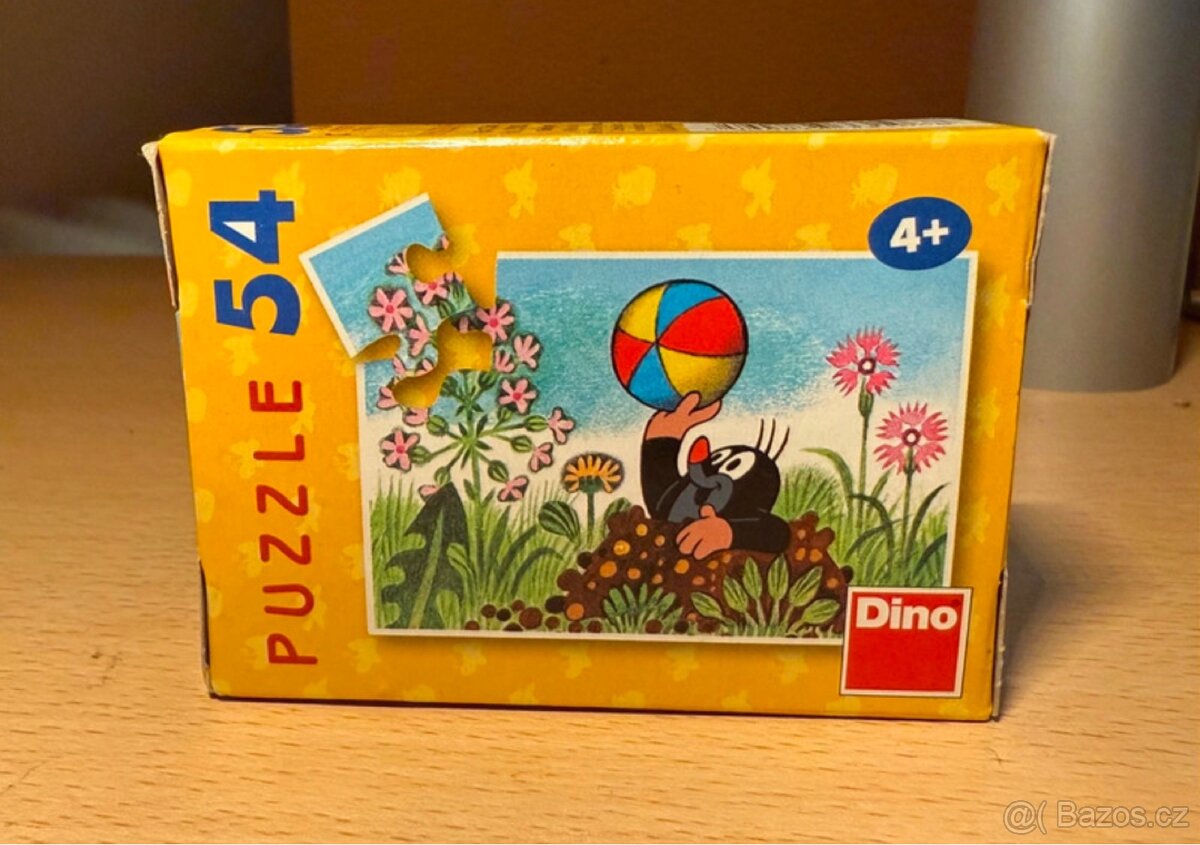 PUZZLE 54
4+
Dino
@( Bazos.cz